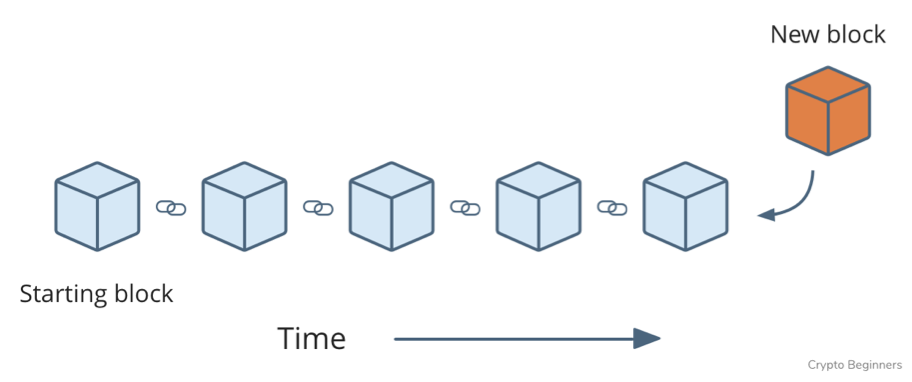 New block
Starting block
Time
Crypto Beginners